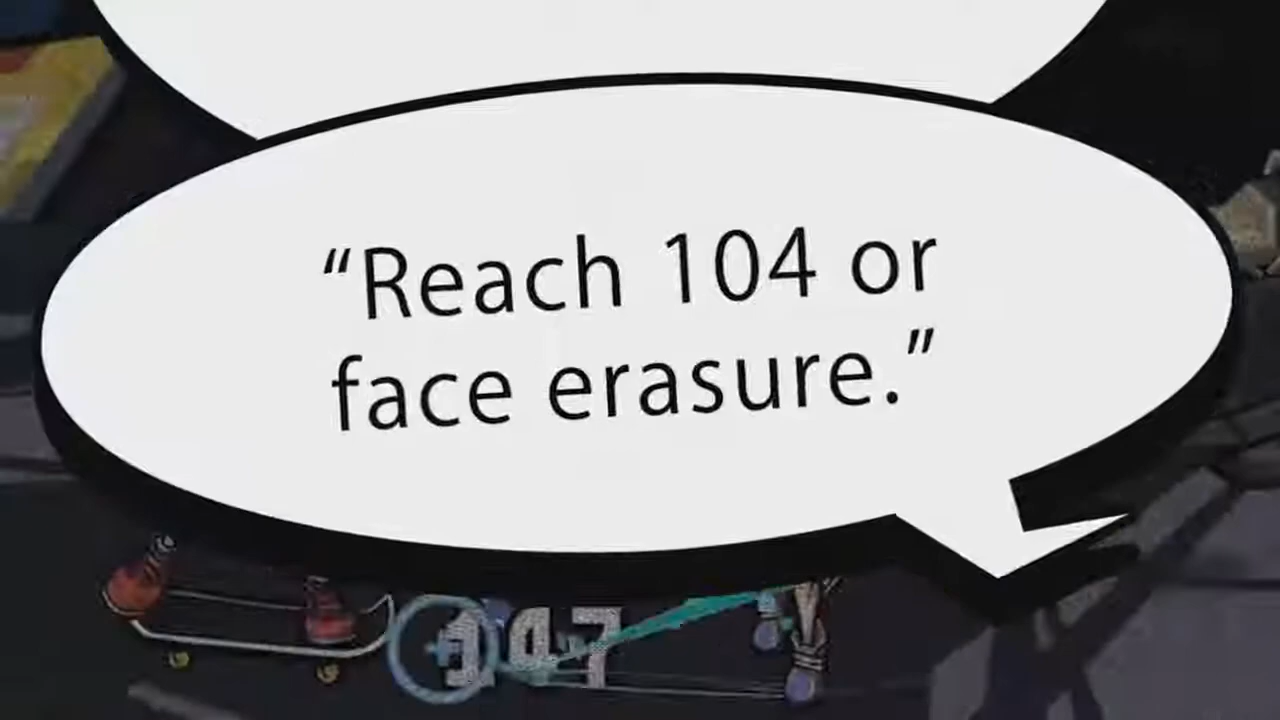 “Reach 104 or
face erasure.”